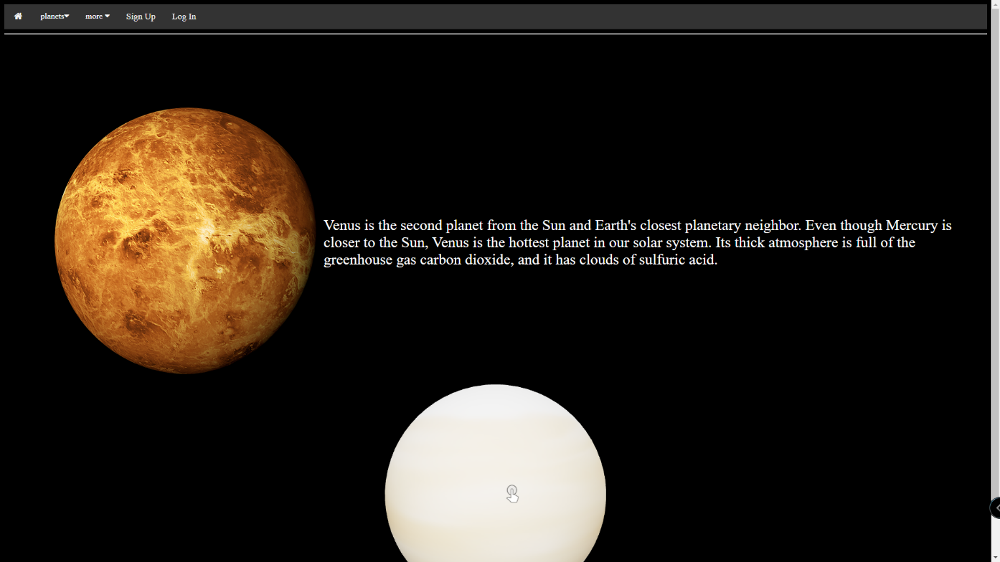 planets
more
Sign Up
Log In
Venus is the second planet from the Sun and Earth's closest planetary neighbor. Even though Mercury is
closer to the Sun, Venus is the hottest planet in our solar system. Its thick atmosphere is full of the
greenhouse gas carbon dioxide, and it has clouds of sulfuric acid.